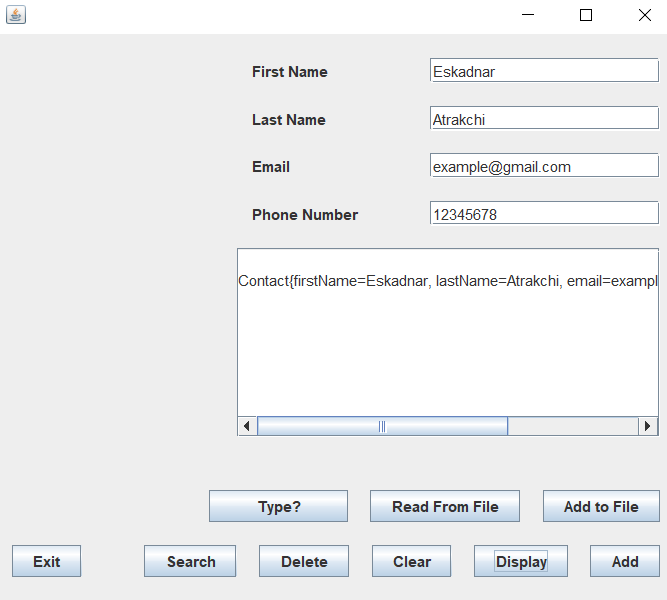 First Name Eskadnar
Last Name Atrakchi
Email example@gmail.com
Phone Number 12345678
Contact{firstName=Eskadnar, lastName=Atrakchi, email=exampl
Type? Read From File Add to File
Exit Search Delete Clear Display Add